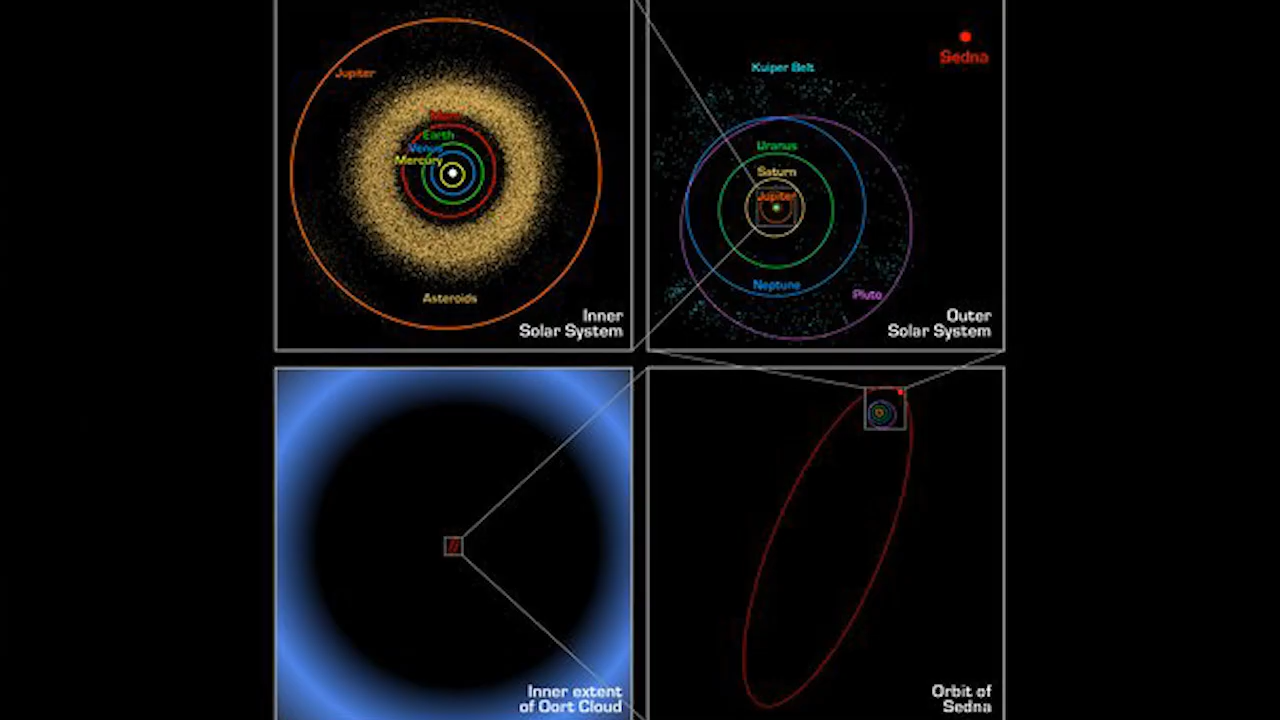 Jupiter
Mars
Earth
Venus
Mercury
Asteroids
Inner
Solar System
Sedna
Kuiper Belt
Uranus
Saturn
Jupiter
Neptune
Pluto
Outer
Solar System
Inner extent
of Oort Cloud
Orbit of
Sedna